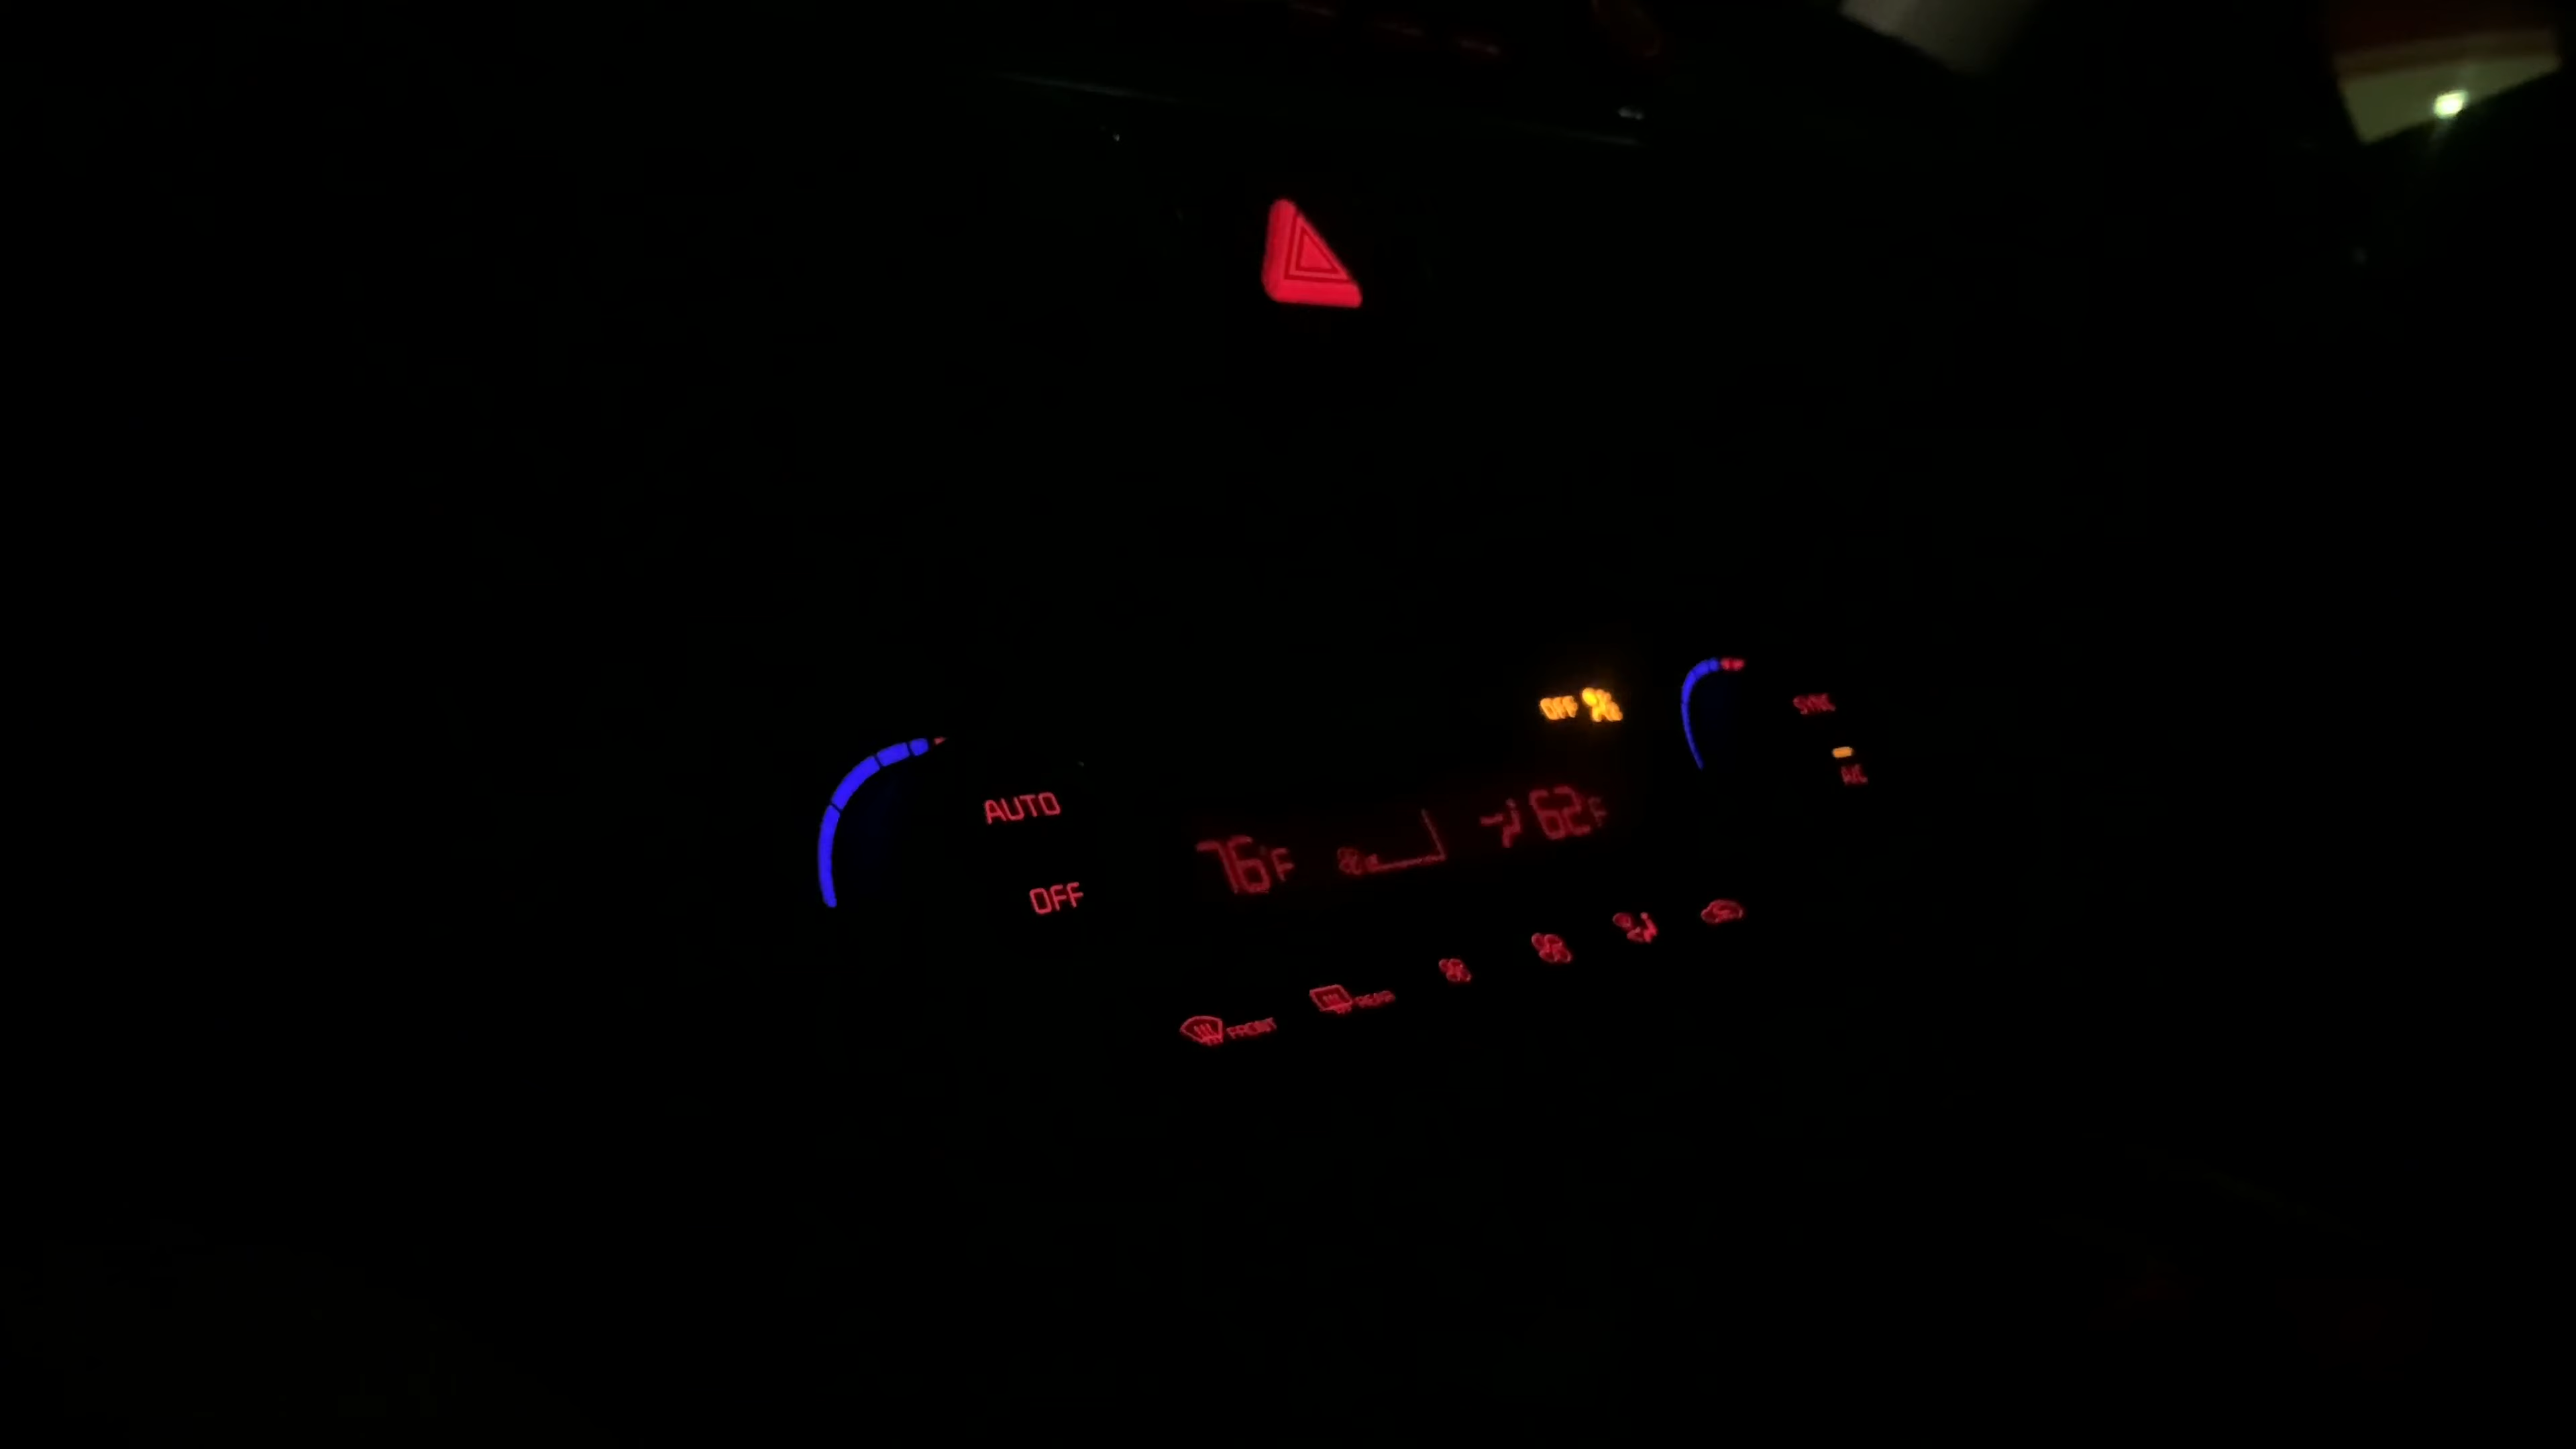 OFF
SYNC
A/C
AUTO
76°F 62°F
OFF
REAR
FRONT